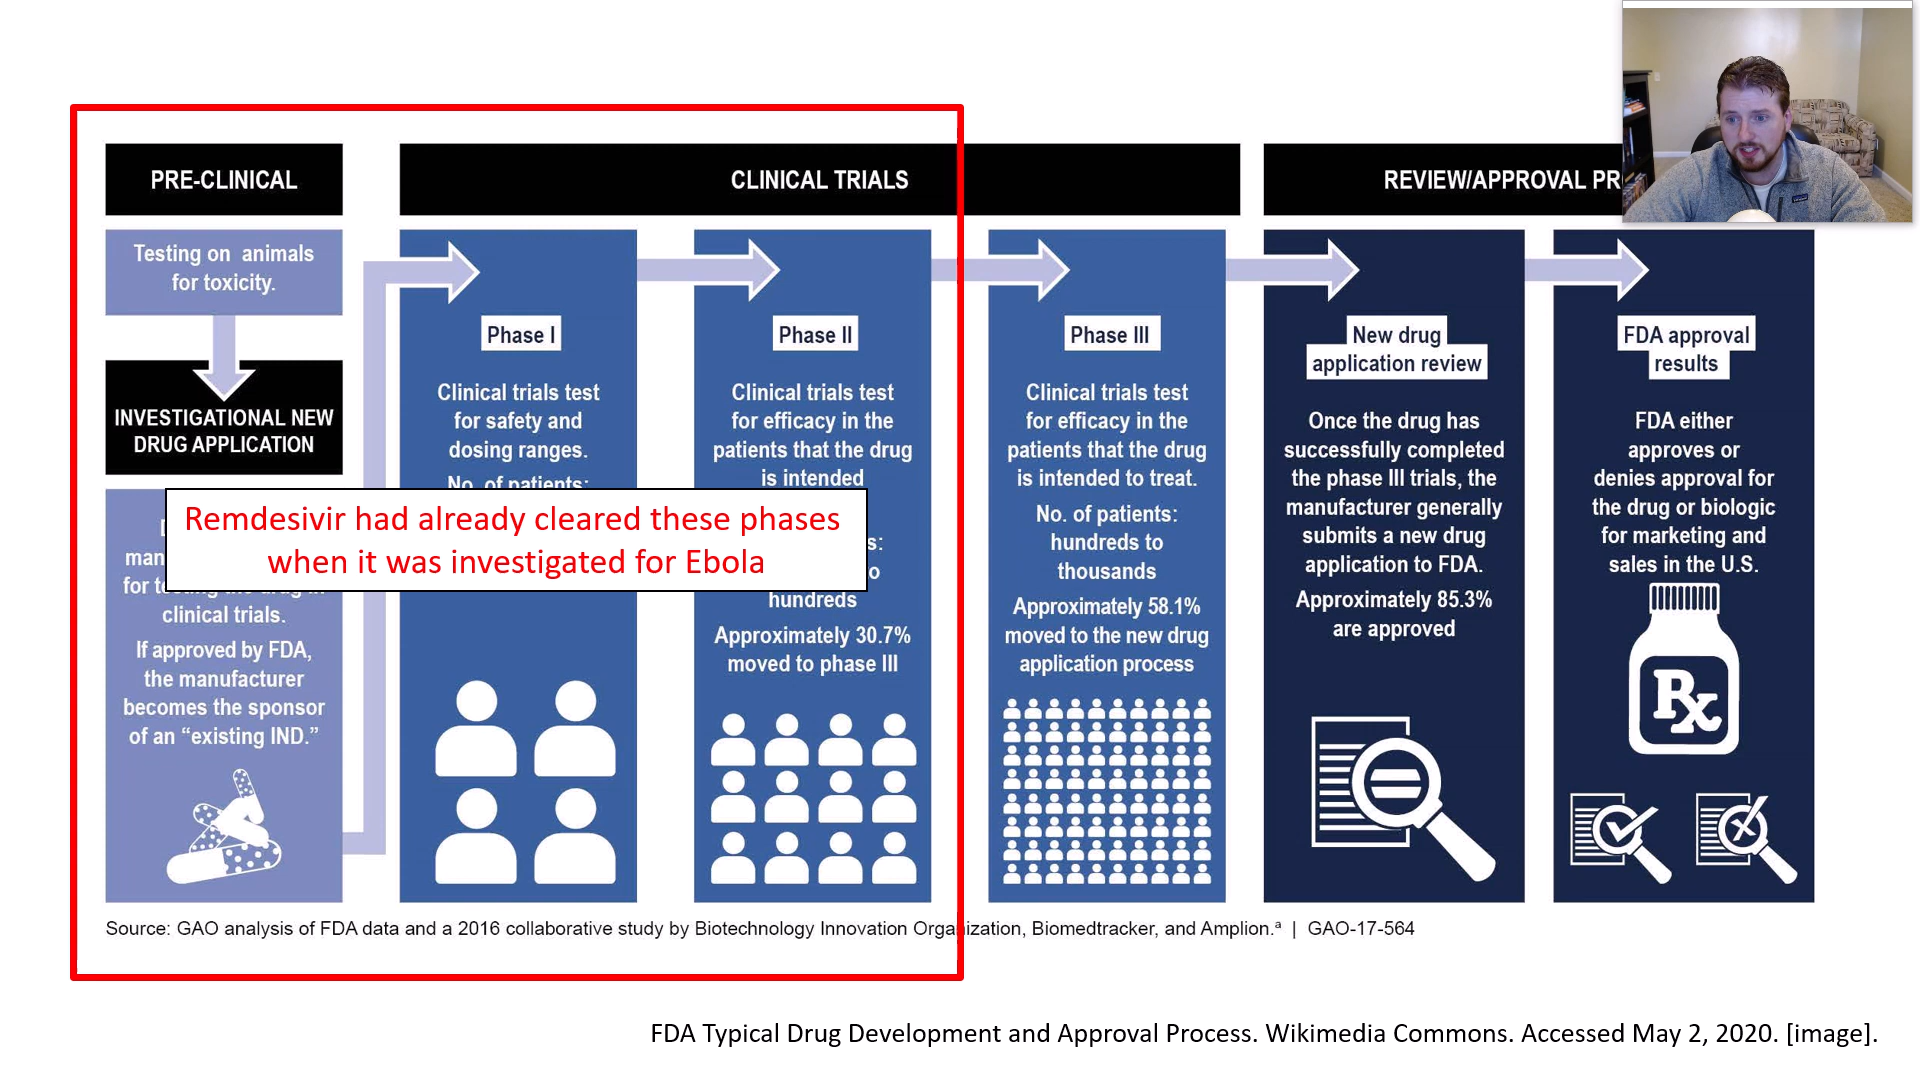 PRE-CLINICAL
Testing on animals
for toxicity.
INVESTIGATIONAL NEW
DRUG APPLICATION
man
for testing the drug in
clinical trials.
If approved by FDA,
the manufacturer
becomes the sponsor
of an “existing IND.”
CLINICAL TRIALS
Phase I
Clinical trials test
for safety and
dosing ranges.
No. of patients:
Phase II
Clinical trials test
for efficacy in the
patients that the drug
is intended
s:
o
hundreds
Approximately 30.7%
moved to phase III
Remdesivir had already cleared these phases
when it was investigated for Ebola
Phase III
Clinical trials test
for efficacy in the
patients that the drug
is intended to treat.
No. of patients:
hundreds to
thousands
Approximately 58.1%
moved to the new drug
application process
REVIEW/APPROVAL PR
New drug
application review
Once the drug has
successfully completed
the phase III trials, the
manufacturer generally
submits a new drug
application to FDA.
Approximately 85.3%
are approved
FDA approval
results
FDA either
approves or
denies approval for
the drug or biologic
for marketing and
sales in the U.S.
Rx
Source: GAO analysis of FDA data and a 2016 collaborative study by Biotechnology Innovation Organization, Biomedtracker, and Amplion.ª | GAO-17-564
FDA Typical Drug Development and Approval Process. Wikimedia Commons. Accessed May 2, 2020. [image].